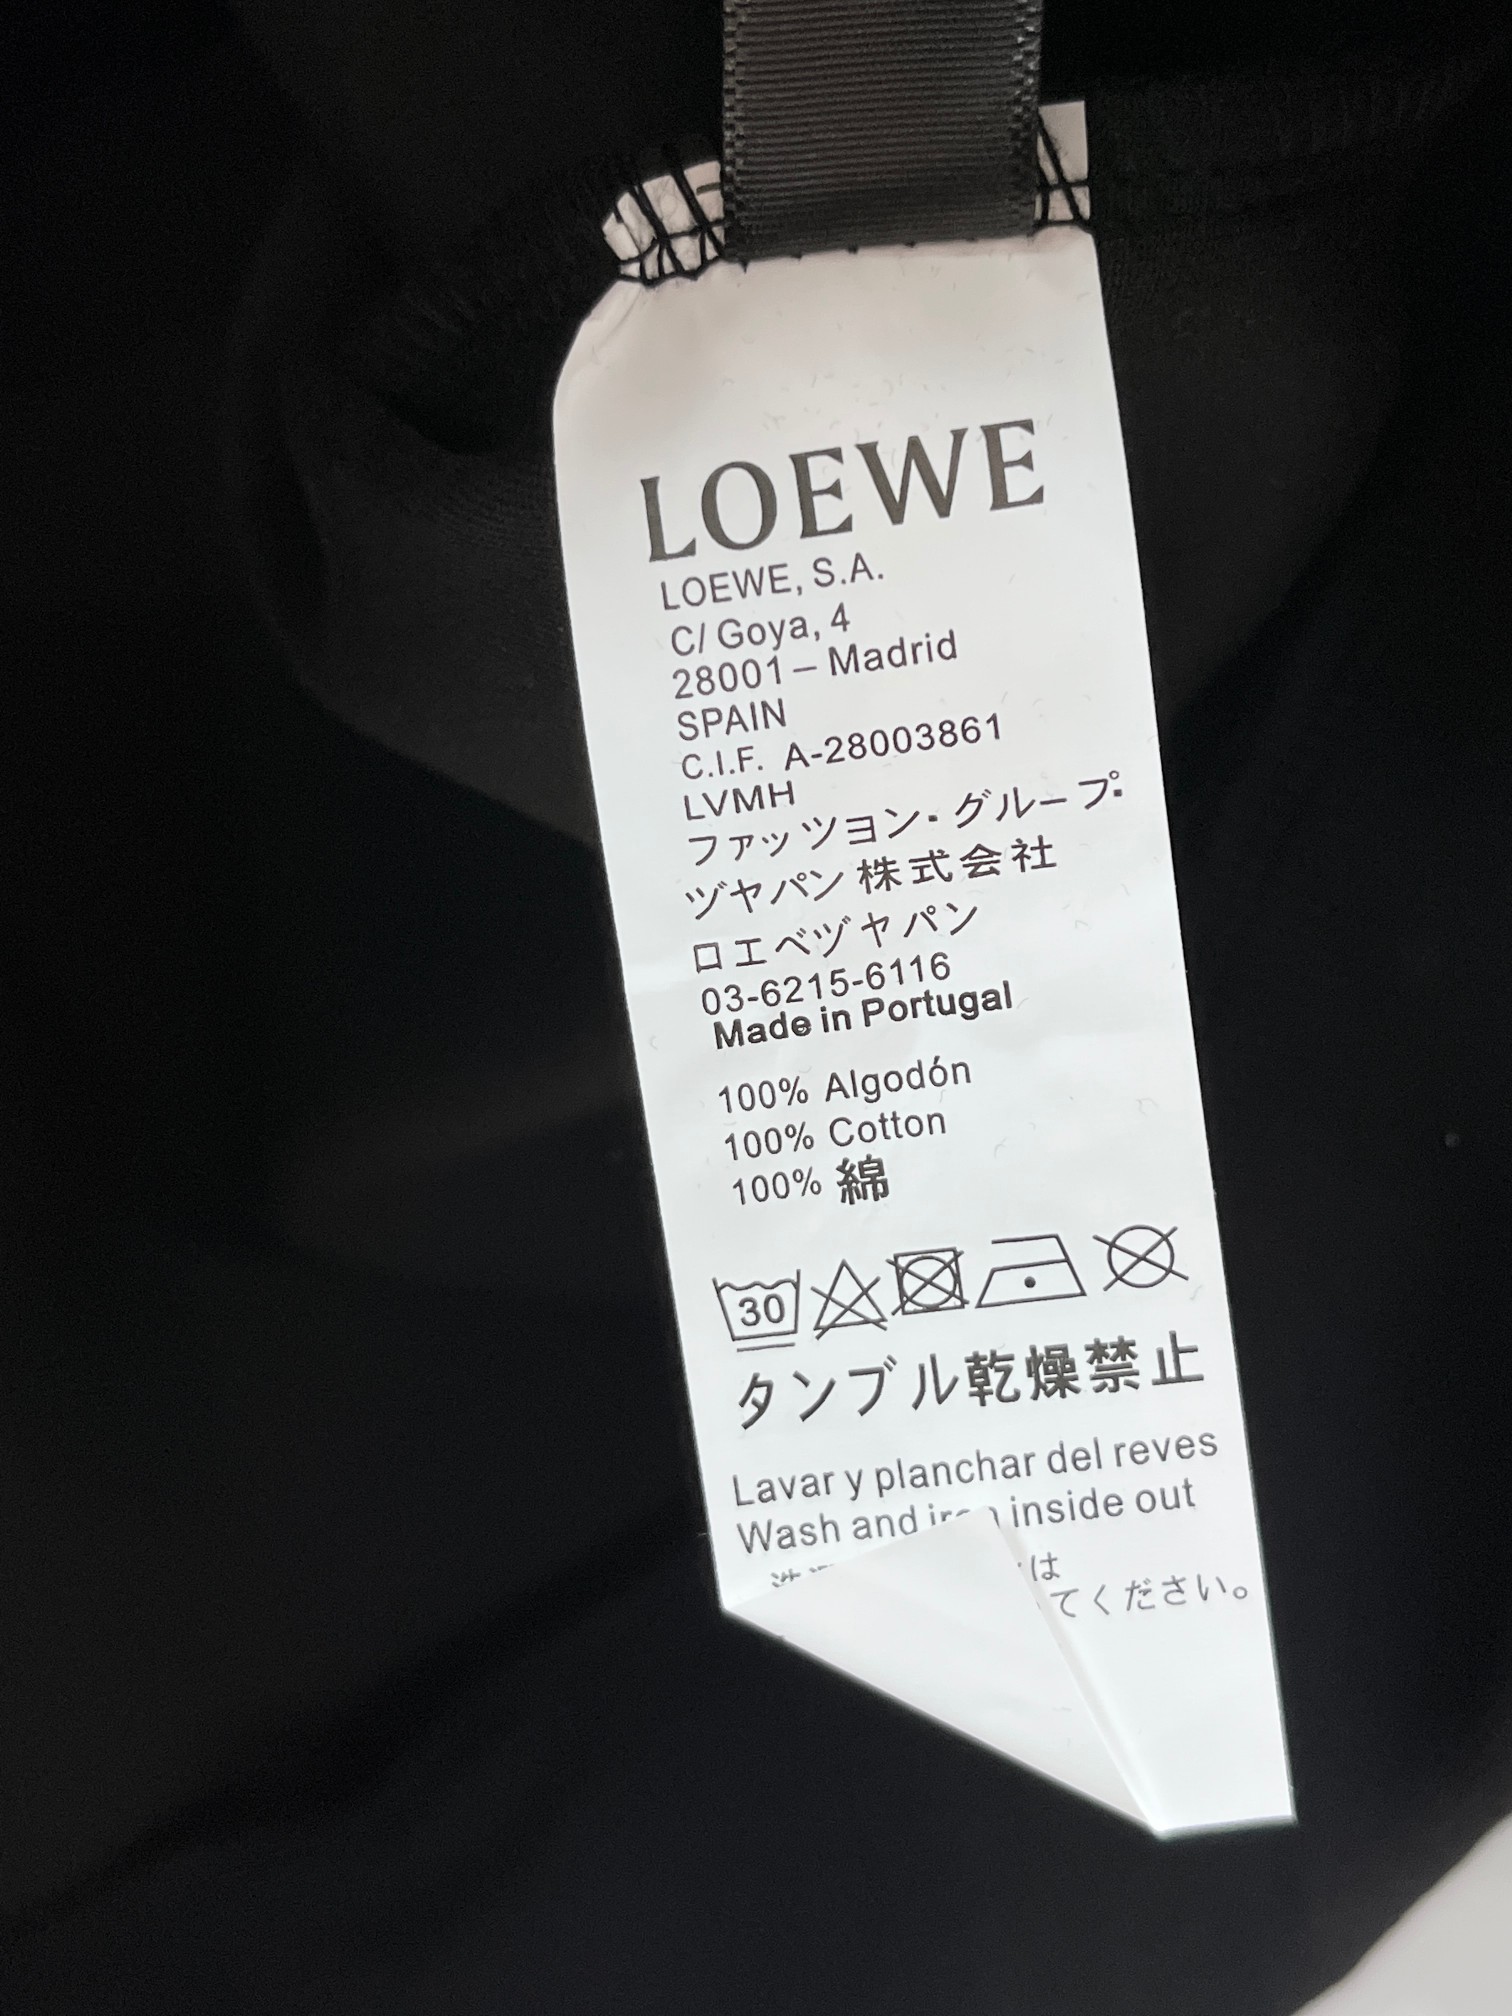 LOEWE
LOEWE, S.A.
C/ Goya, 4
28001 – Madrid
SPAIN
C.I.F. A-28003861
LVMH
ファッツョン・グループ・
ヅヤパン株式会社
ロエベヅヤパン
03-6215-6116
Made in Portugal
100% Algodón
100% Cotton
100% 綿
30
タンブル乾燥禁止
Lavar y planchar del reves
Wash and inside out
は
てください。